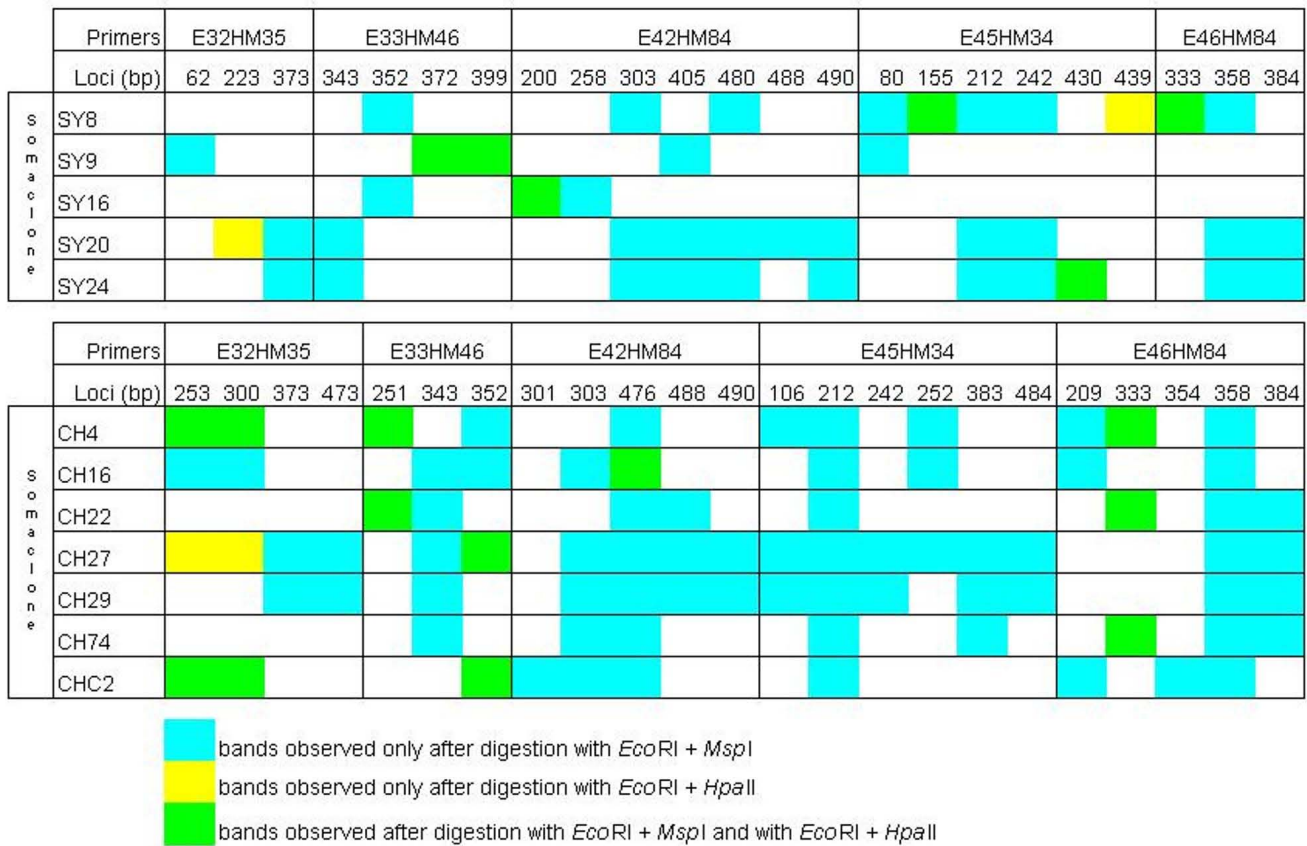 Primers E32HM35 E33HM46 E42HM84 E45HM34 E46HM84
Loci (bp) 62 223 373 343 352 372 399 200 258 303 405 480 488 490 80 155 212 242 430 439 333 358 384
somaclone
SY8
SY9
SY16
SY20
SY24
Primers E32HM35 E33HM46 E42HM84 E45HM34 E46HM84
Loci (bp) 253 300 373 473 251 343 352 301 303 476 488 490 106 212 242 252 383 484 209 333 354 358 384
somaclone
CH4
CH16
CH22
CH27
CH29
CH74
CHC2
bands observed only after digestion with EcoRI + MspI
bands observed only after digestion with EcoRI + HpaII
bands observed after digestion with EcoRI + MspI and with EcoRI + HpaII